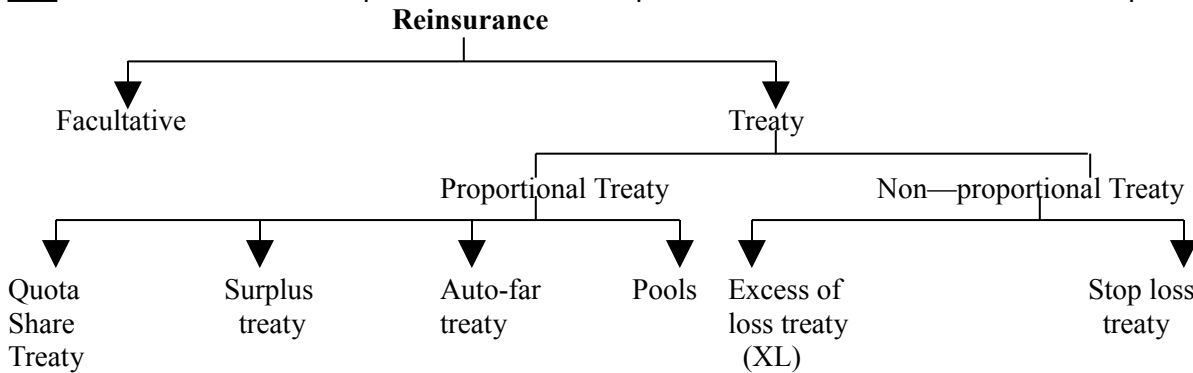 Reinsurance
Facultative Treaty
Proportional Treaty Non—proportional Treaty
Quota Surplus Auto-far Pools Excess of Stop loss
Share treaty treaty loss treaty treaty
Treaty (XL)